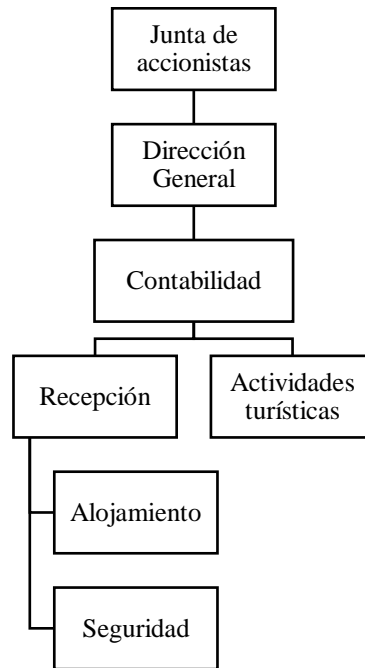 Junta de
accionistas
Dirección
General
Contabilidad
Recepción
Actividades
turísticas
Alojamiento
Seguridad